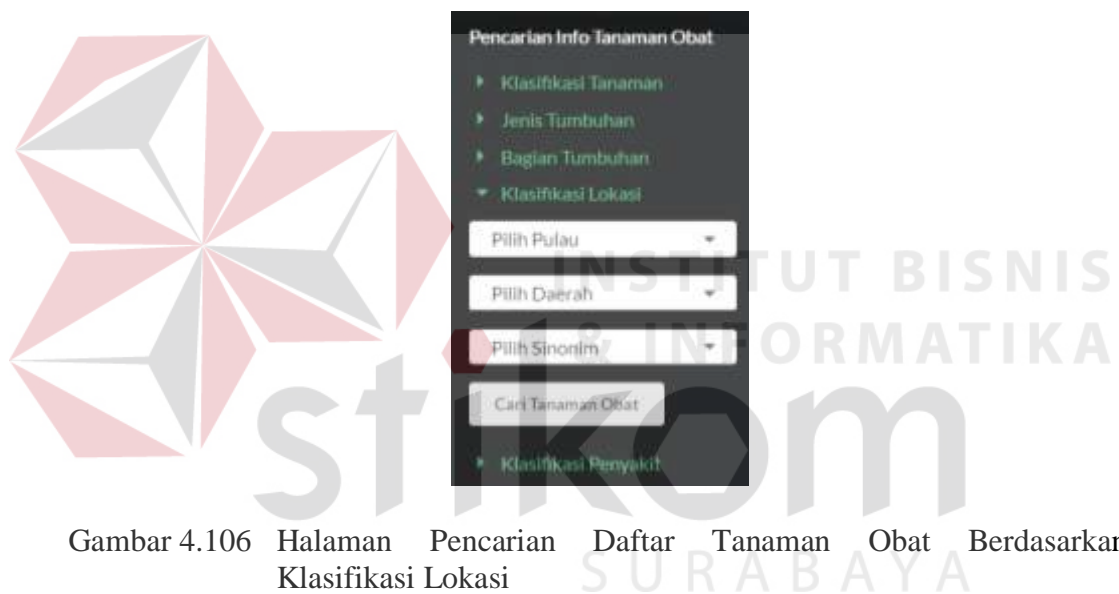 Pencarian Info Tanaman Obat
Klasifikasi Tanaman
Jenis Tumbuhan
Bagian Tumbuhan
Klasifikasi Lokasi
Pilih Pulau
Pilih Daerah
Pilih Sinonim
Cari Tanaman Obat
Klasifikasi Penyakit
INSTITUT BISNIS
& INFORMATIKA
stikom
SURABAYA
Gambar 4.106 Halaman Pencarian Daftar Tanaman Obat Berdasarkan
Klasifikasi Lokasi